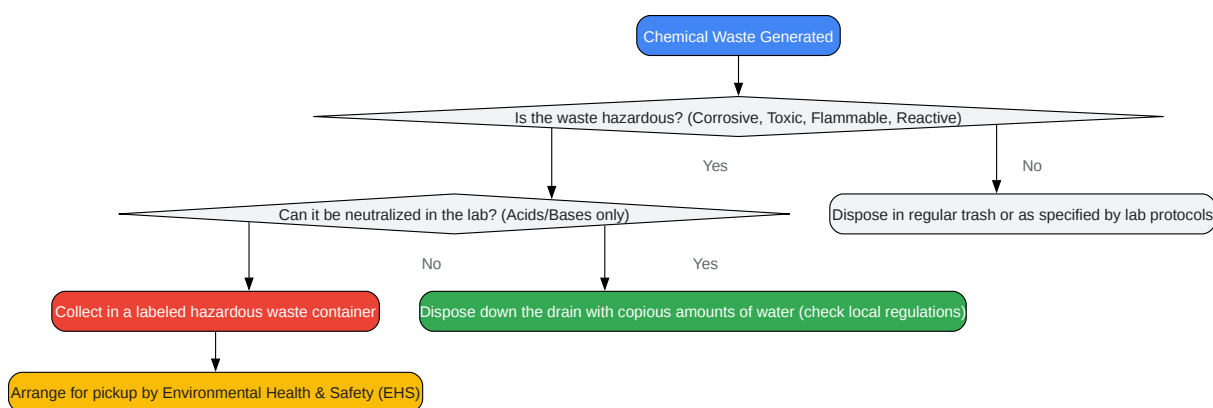 Chemical Waste Generated
Is the waste hazardous? (Corrosive, Toxic, Flammable, Reactive)
Yes
No
Can it be neutralized in the lab? (Acids/Bases only)
Dispose in regular trash or as specified by lab protocols
No
Yes
Collect in a labeled hazardous waste container
Dispose down the drain with copious amounts of water (check local regulations)
Arrange for pickup by Environmental Health & Safety (EHS)